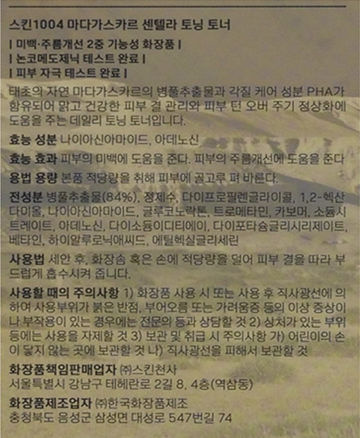 스킨1004 마다가스카르 센텔라 토닝 토너
| 미백·주름개선 2중 기능성 화장품 |
| 논코메도제닉 테스트 완료 |
| 피부 자극 테스트 완료 |
태초의 자연 마다가스카르의 병풀추출물과 각질 케어 성분 PHA가
함유되어 맑고 건강한 피부 결 관리와 피부 턴 오버 주기 정상화에
도움을 주는 데일리 토닝 토너입니다.
효능 성분 나이아신아마이드, 아데노신
효능 효과 피부의 미백에 도움을 준다. 피부의 주름개선에 도움을 준다
용법 용량 본품 적당량을 취해 피부에 골고루 펴 바른다.
전성분 병풀추출물(84%), 정제수, 다이프로필렌글라이콜, 1,2-헥산
다이올, 나이아신아마이드, 글루코노락톤, 트로메타민, 카보머, 소듐시
트레이트, 아데노신, 다이소듐이디티에이, 다이포타슘글리시리제이트,
베타인, 하이알루로닉애씨드, 에틸헥실글리세린
사용법 세안 후, 화장솜 혹은 손에 적당량을 덜어 피부 결을 따라 부
드럽게 흡수시켜 줍니다.
사용할 때의 주의사항 1) 화장품 사용 시 또는 사용 후 직사광선에 의
하여 사용부위가 붉은 반점, 부어오름 또는 가려움증 등의 이상 증상이
나 부작용이 있는 경우에는 전문의 등과 상담할 것 2) 상처가 있는 부위
등에는 사용을 자제할 것 3) 보관 및 취급 시 주의사항 가) 어린이의 손
이 닿지 않는 곳에 보관할 것 나) 직사광선을 피해서 보관할 것
화장품책임판매업자 ㈜스킨천사
서울특별시 강남구 테헤란로 2길 8, 4층(역삼동)
화장품제조업자 ㈜한국화장품제조
충청북도 음성군 삼성면 대성로 547번길 74